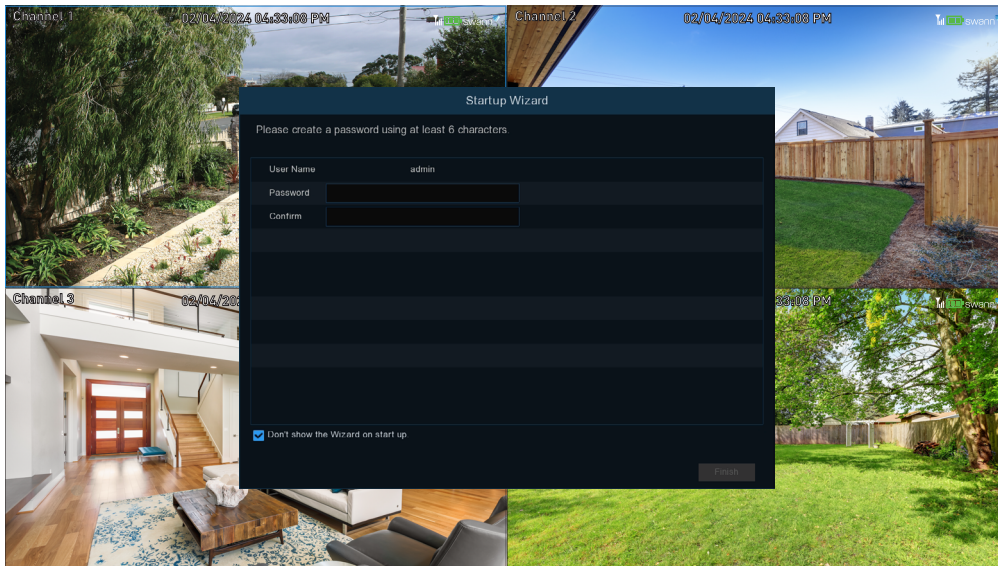 Channel 1 02/04/2024 04:33:08 PM swann
Channel 2 02/04/2024 04:33:08 PM swann
Startup Wizard
Please create a password using at least 6 characters.
User Name admin
Password
Confirm
Channel 3 02/04/20
33:08 PM swann
Don't show the Wizard on start up
Finish